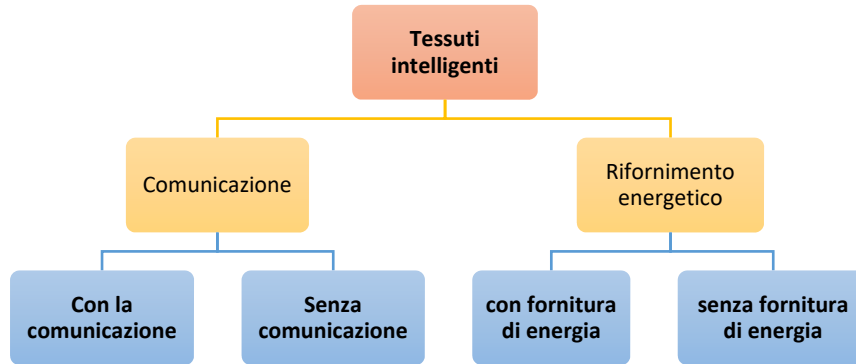 Tessuti
intelligenti
Comunicazione
Rifornimento
energetico
Con la
comunicazione
Senza
comunicazione
con fornitura
di energia
senza fornitura
di energia